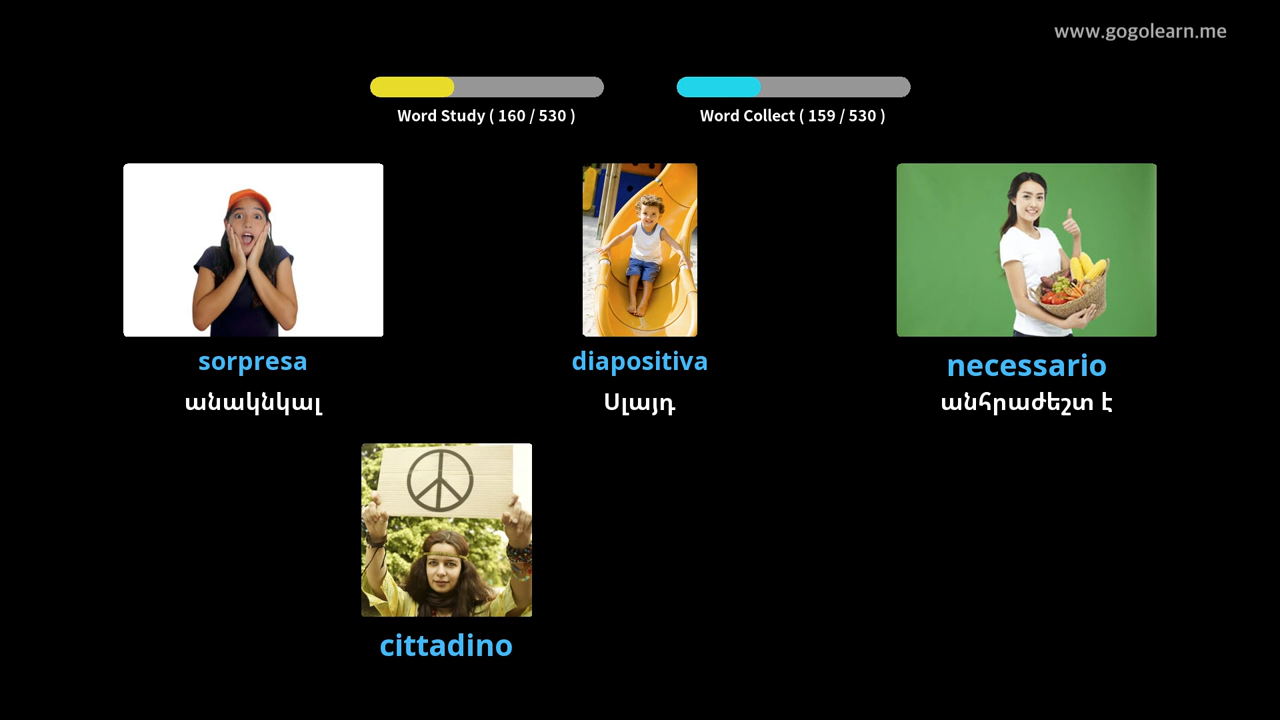 www.gogolearn.me
Word Study ( 160 / 530 )
Word Collect ( 159 / 530 )
sorpresa
diapositiva
necessario
անակնկալ
Սլայդ
անհրաժեշտ է
cittadino